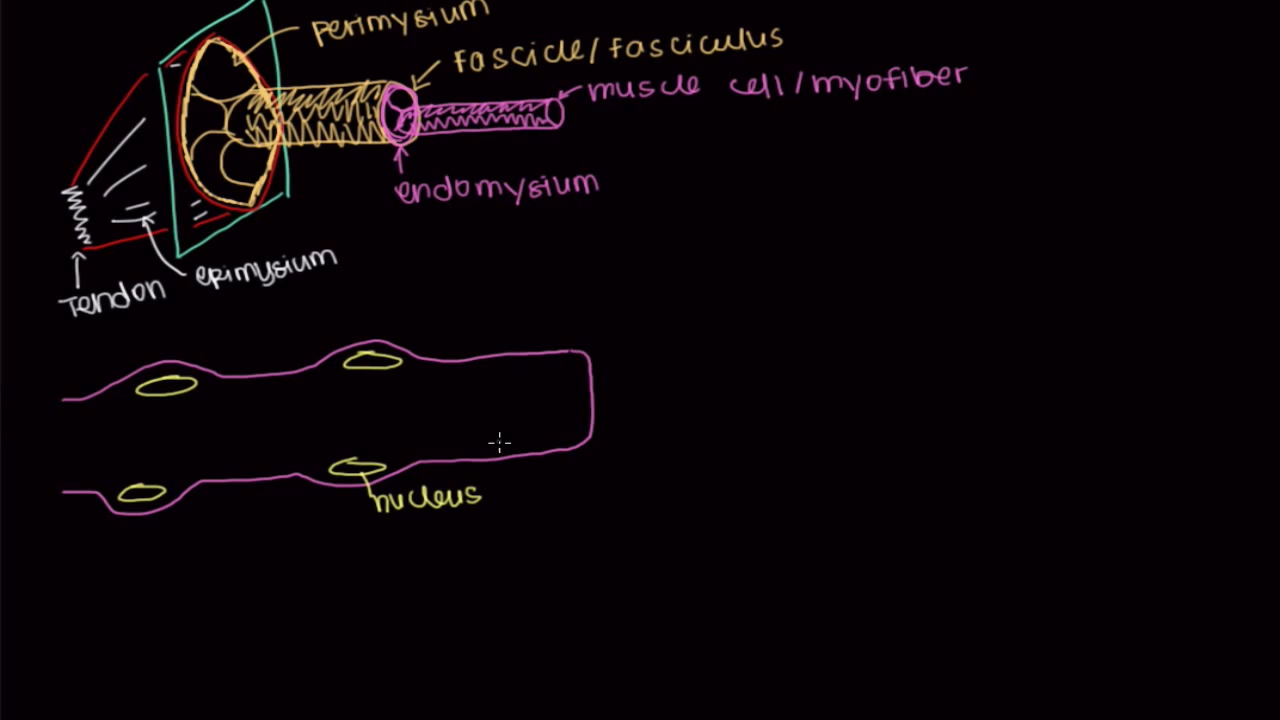 perimysium
fascicle/fasciculus
muscle cell/myofiber
endomysium
epimysium
Tendon
nucleus